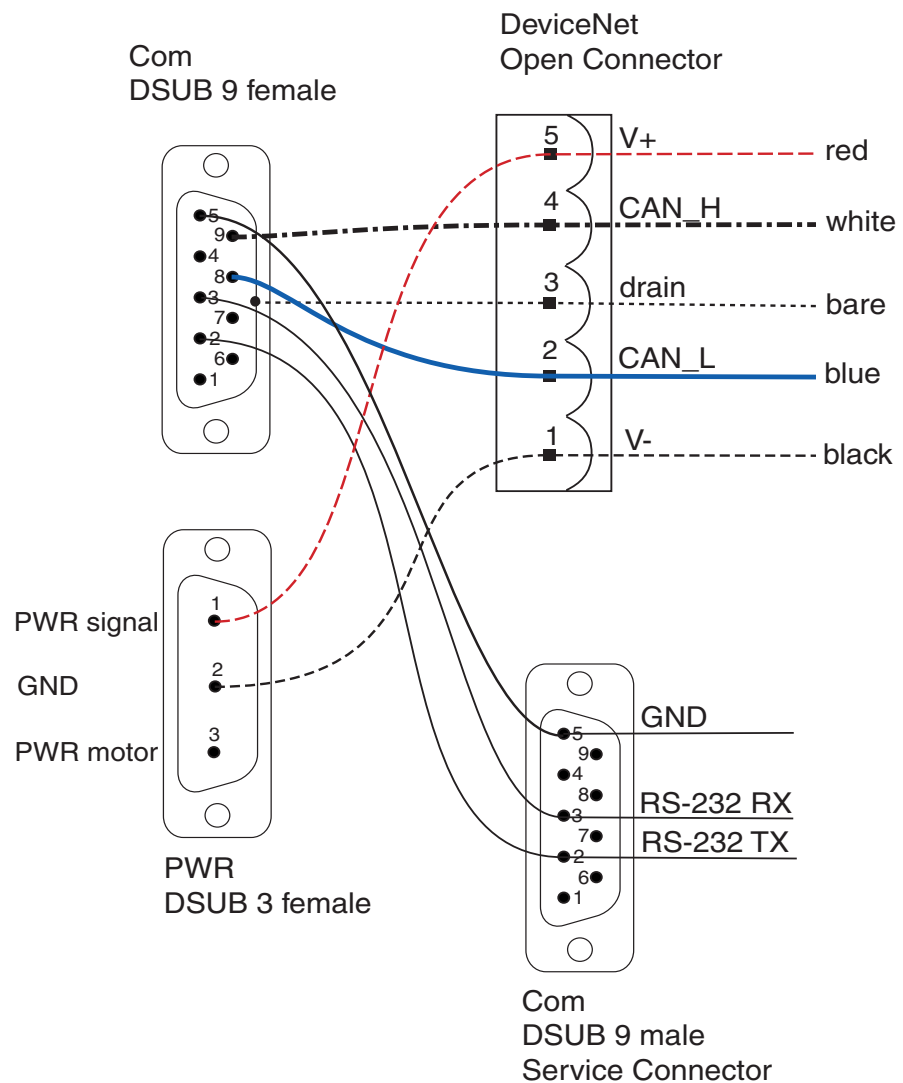 DeviceNet
Open Connector
Com
DSUB 9 female
5
V+
red
4
CAN_H
white
3
drain
bare
2
CAN_L
blue
1
V-
black
5
9
4
8
3
7
2
6
1
PWR signal
1
GND
2
PWR motor
3
PWR
DSUB 3 female
5
GND
9
4
8
3
RS-232 RX
7
2
RS-232 TX
6
1
Com
DSUB 9 male
Service Connector